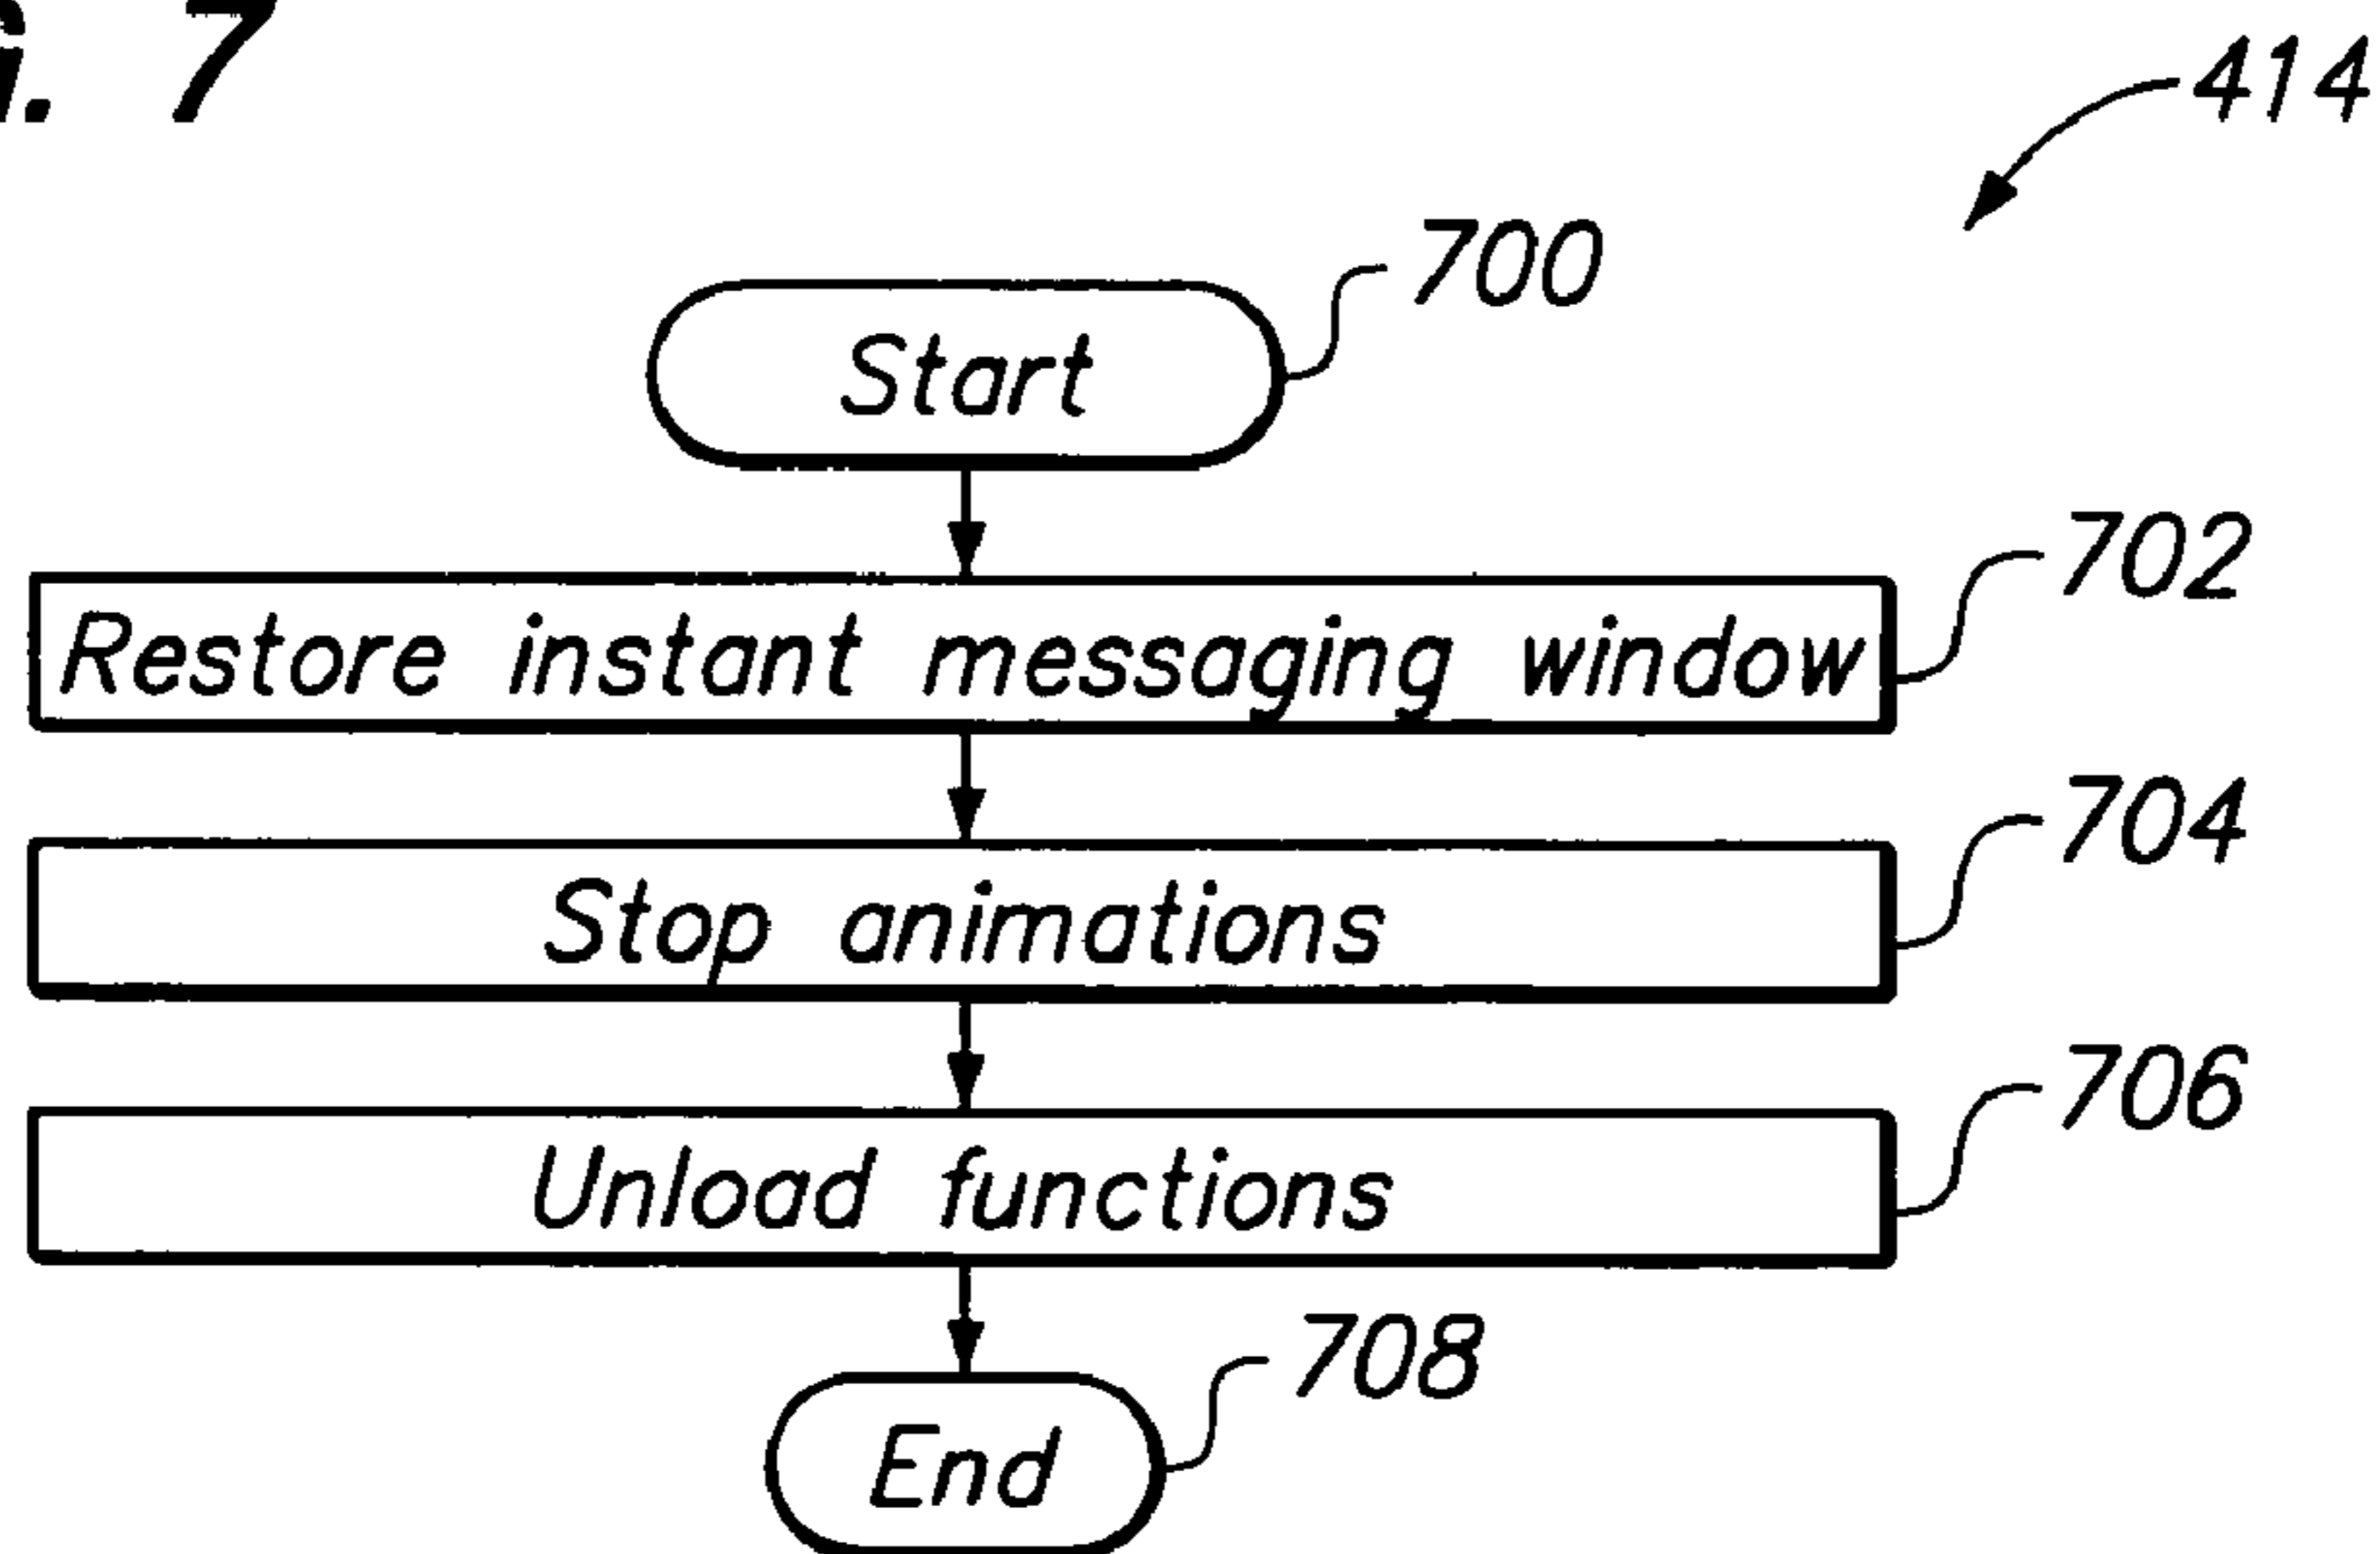 G. 7
414
700
Start
702
Restore instant messaging window
704
Stop animations
706
Unload functions
708
End